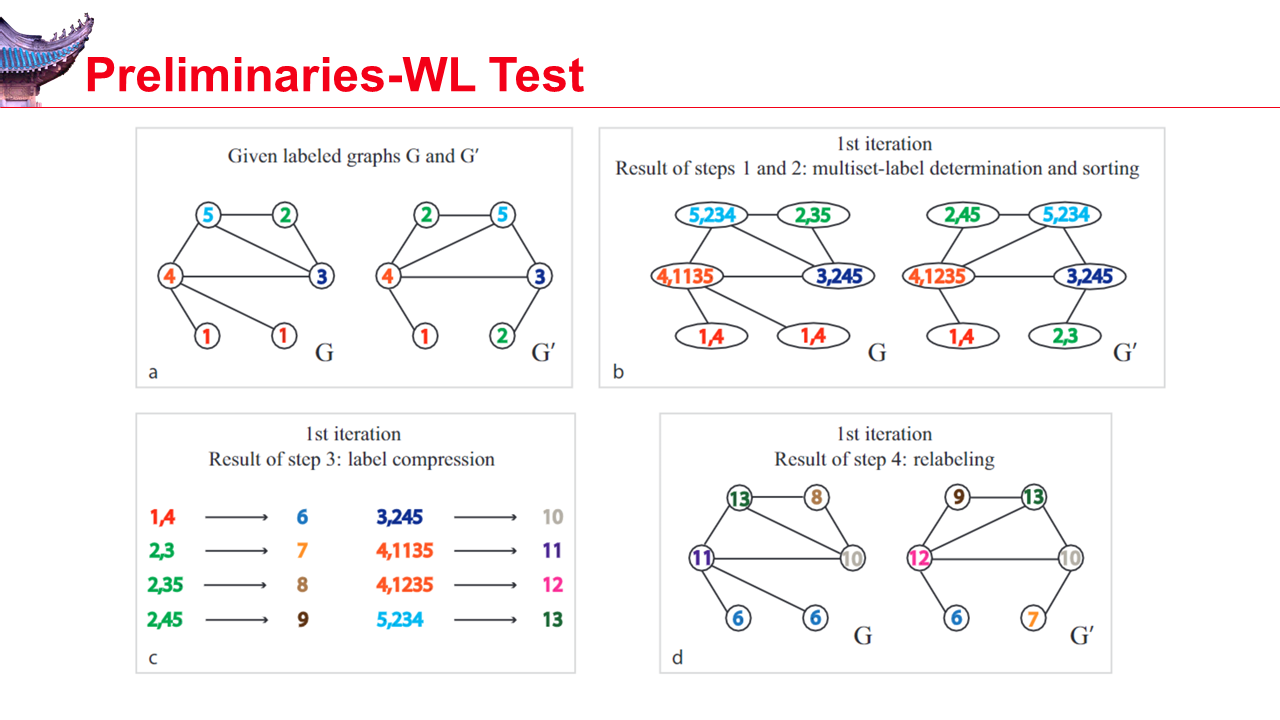 Preliminaries-WL Test
Given labeled graphs G and G′
5 2 2 5
4 3 4 3
1 1 G 1 2 G′
a
1st iteration
Result of steps 1 and 2: multiset-label determination and sorting
5,234 2,35 2,45 5,234
4,1135 3,245 4,1235 3,245
1,4 1,4 G 1,4 2,3 G′
b
1st iteration
Result of step 3: label compression
1,4 → 6 3,245 → 10
2,3 → 7 4,1135 → 11
2,35 → 8 4,1235 → 12
2,45 → 9 5,234 → 13
c
1st iteration
Result of step 4: relabeling
13 8 9 13
11 10 12 10
6 6 G 6 7 G′
d